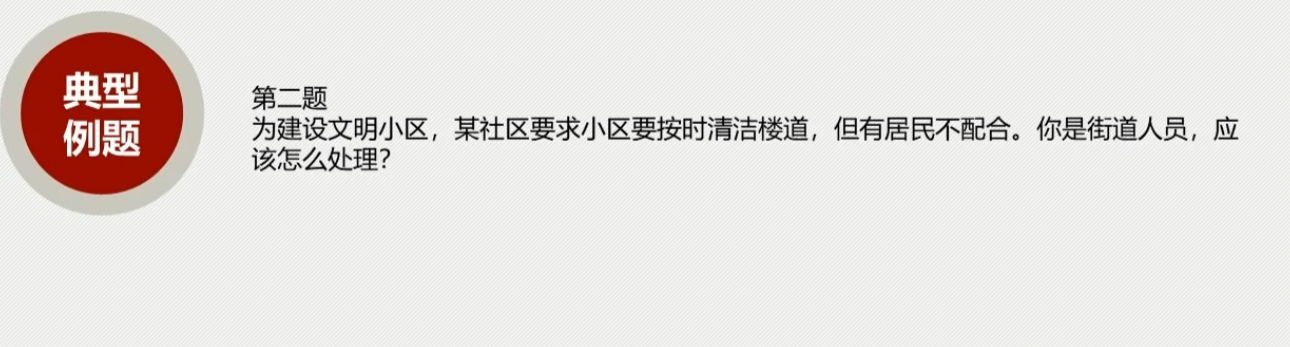 典型
例题
第二题
为建设文明小区，某社区要求小区要按时清洁楼道，但有居民不配合。你是街道人员，应
该怎么处理？